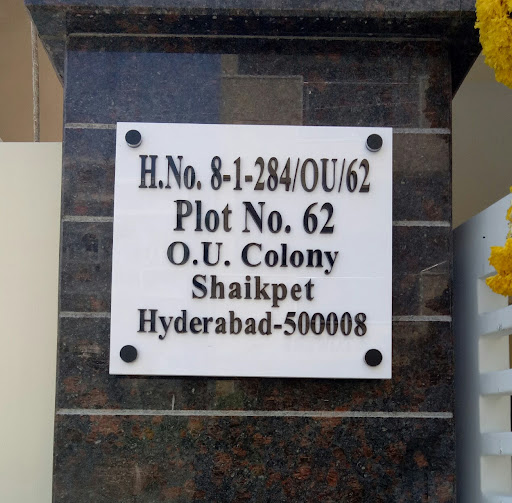 H.No. 8-1-284/OU/62
Plot No. 62
O.U. Colony
Shaikpet
Hyderabad-500008